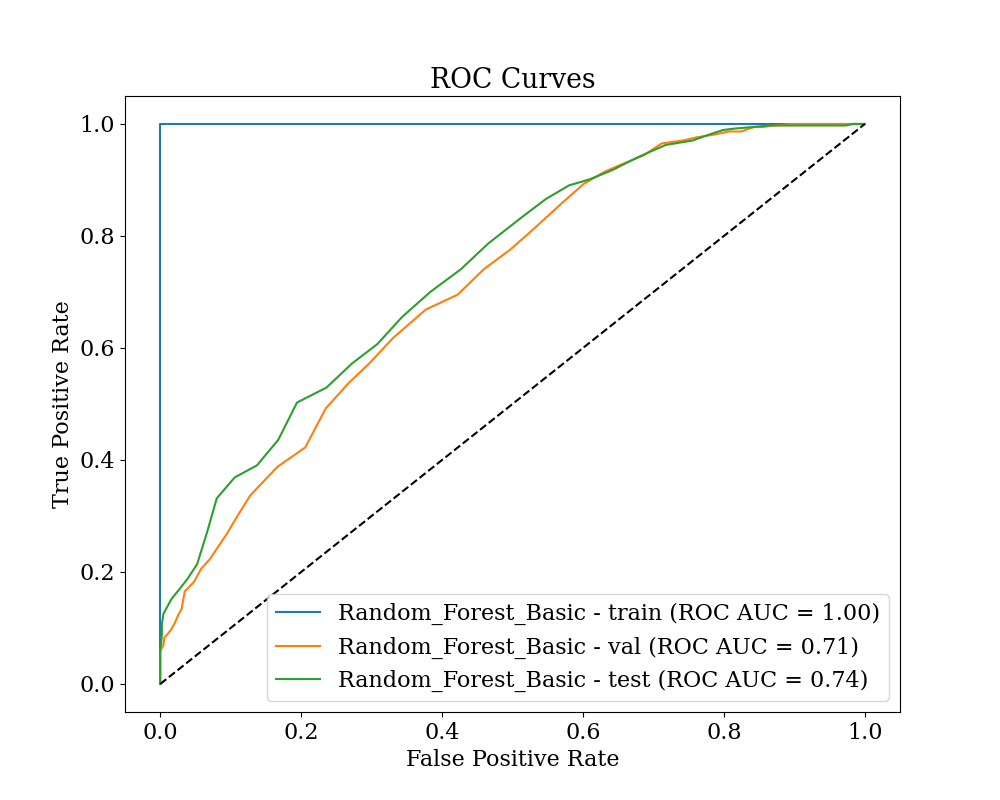 ROC Curves
1.0
0.8
0.6
0.4
0.2
0.0
True Positive Rate
Random_Forest_Basic - train (ROC AUC = 1.00)
Random_Forest_Basic - val (ROC AUC = 0.71)
Random_Forest_Basic - test (ROC AUC = 0.74)
0.0 0.2 0.4 0.6 0.8 1.0
False Positive Rate